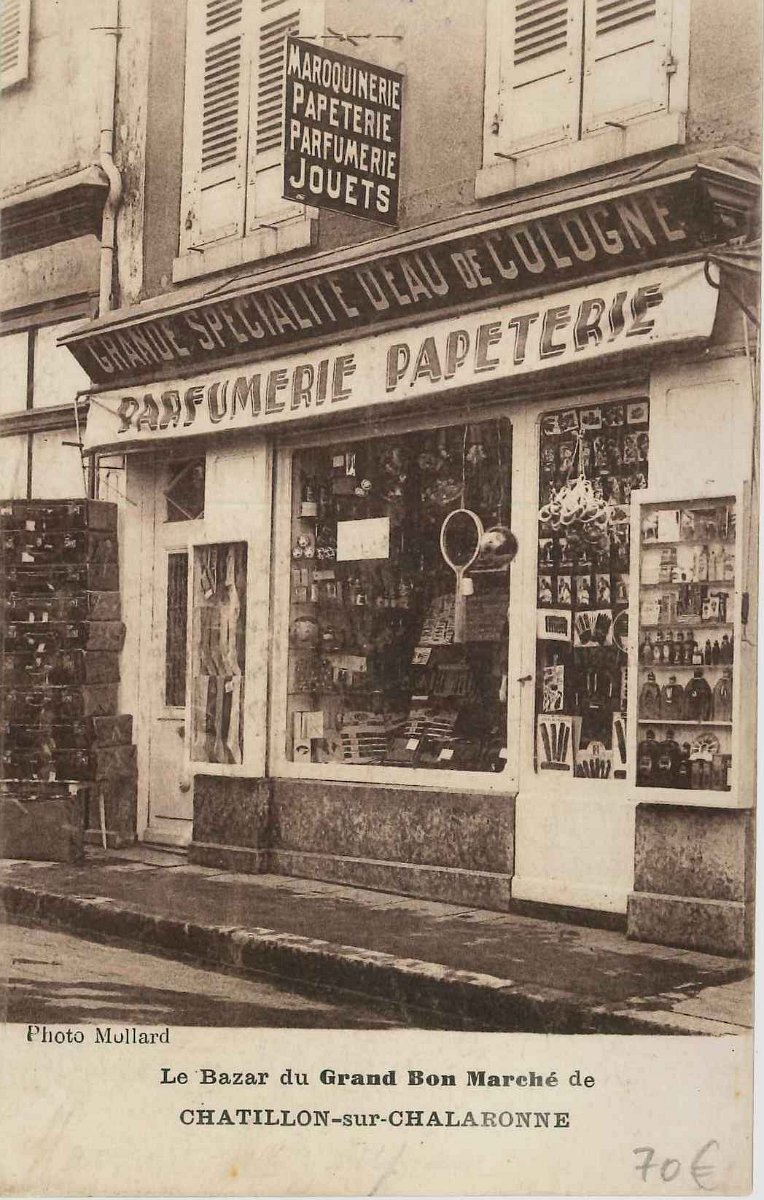 MAROQUINERIE
PAPETERIE
PARFUMERIE
JOUETS
GRANDE SPECIALITE D'EAU DE COLOGNE
PARFUMERIE PAPETERIE
Photo Mollard
Le Bazar du Grand Bon Marché de
CHATILLON-sur-CHALARONNE
70€